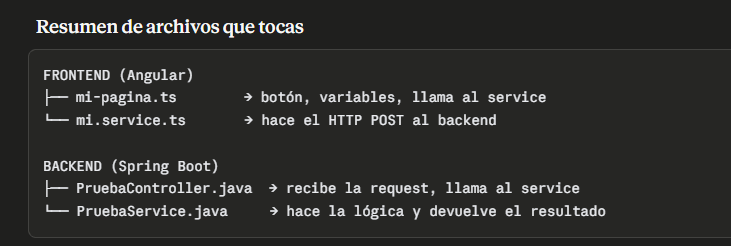 Resumen de archivos que tocas
FRONTEND (Angular)
├── mi-pagina.ts → botón, variables, llama al service
└── mi.service.ts → hace el HTTP POST al backend
BACKEND (Spring Boot)
├── PruebaController.java → recibe la request, llama al service
└── PruebaService.java → hace la lógica y devuelve el resultado